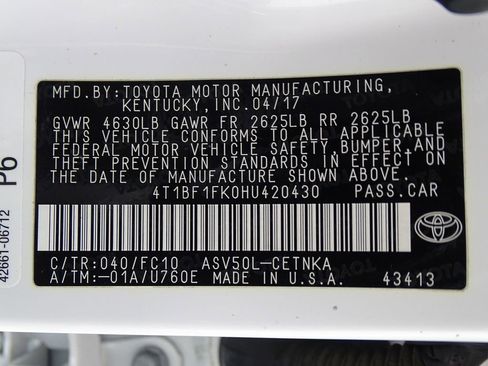 MFD.BY:TOYOTA MOTOR MANUFACTURING,
KENTUCKY,INC.04/17
GVWR 4630LB GAWR FR 2625LB RR 2625LB
THIS VEHICLE CONFORMS TO ALL APPLICABLE
FEDERAL MOTOR VEHICLE SAFETY,BUMPER,AND
THEFT PREVENTION STANDARDS IN EFFECT ON
THE DATE OF MANUFACTURE SHOWN ABOVE.
4T1BF1FK0HU420430 PASS.CAR
C/TR:040/FC10 ASV50L-CETNKA
A/TM:-01A/U760E MADE IN U.S.A. 43413
TOYOTA
42661-06712 P6